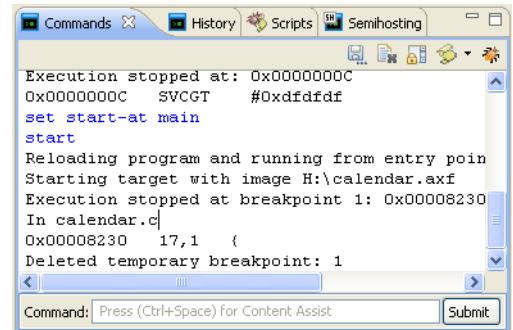 Commands History Scripts Semihosting
Execution stopped at: 0x0000000C
0x0000000C SVCGT #0xdfdfdf
set start-at main
start
Reloading program and running from entry poin
Starting target with image H:\calendar.axf
Execution stopped at breakpoint 1: 0x00008230
In calendar.c
0x00008230 17,1 {
Deleted temporary breakpoint: 1
Command: Press (Ctrl+Space) for Content Assist Submit